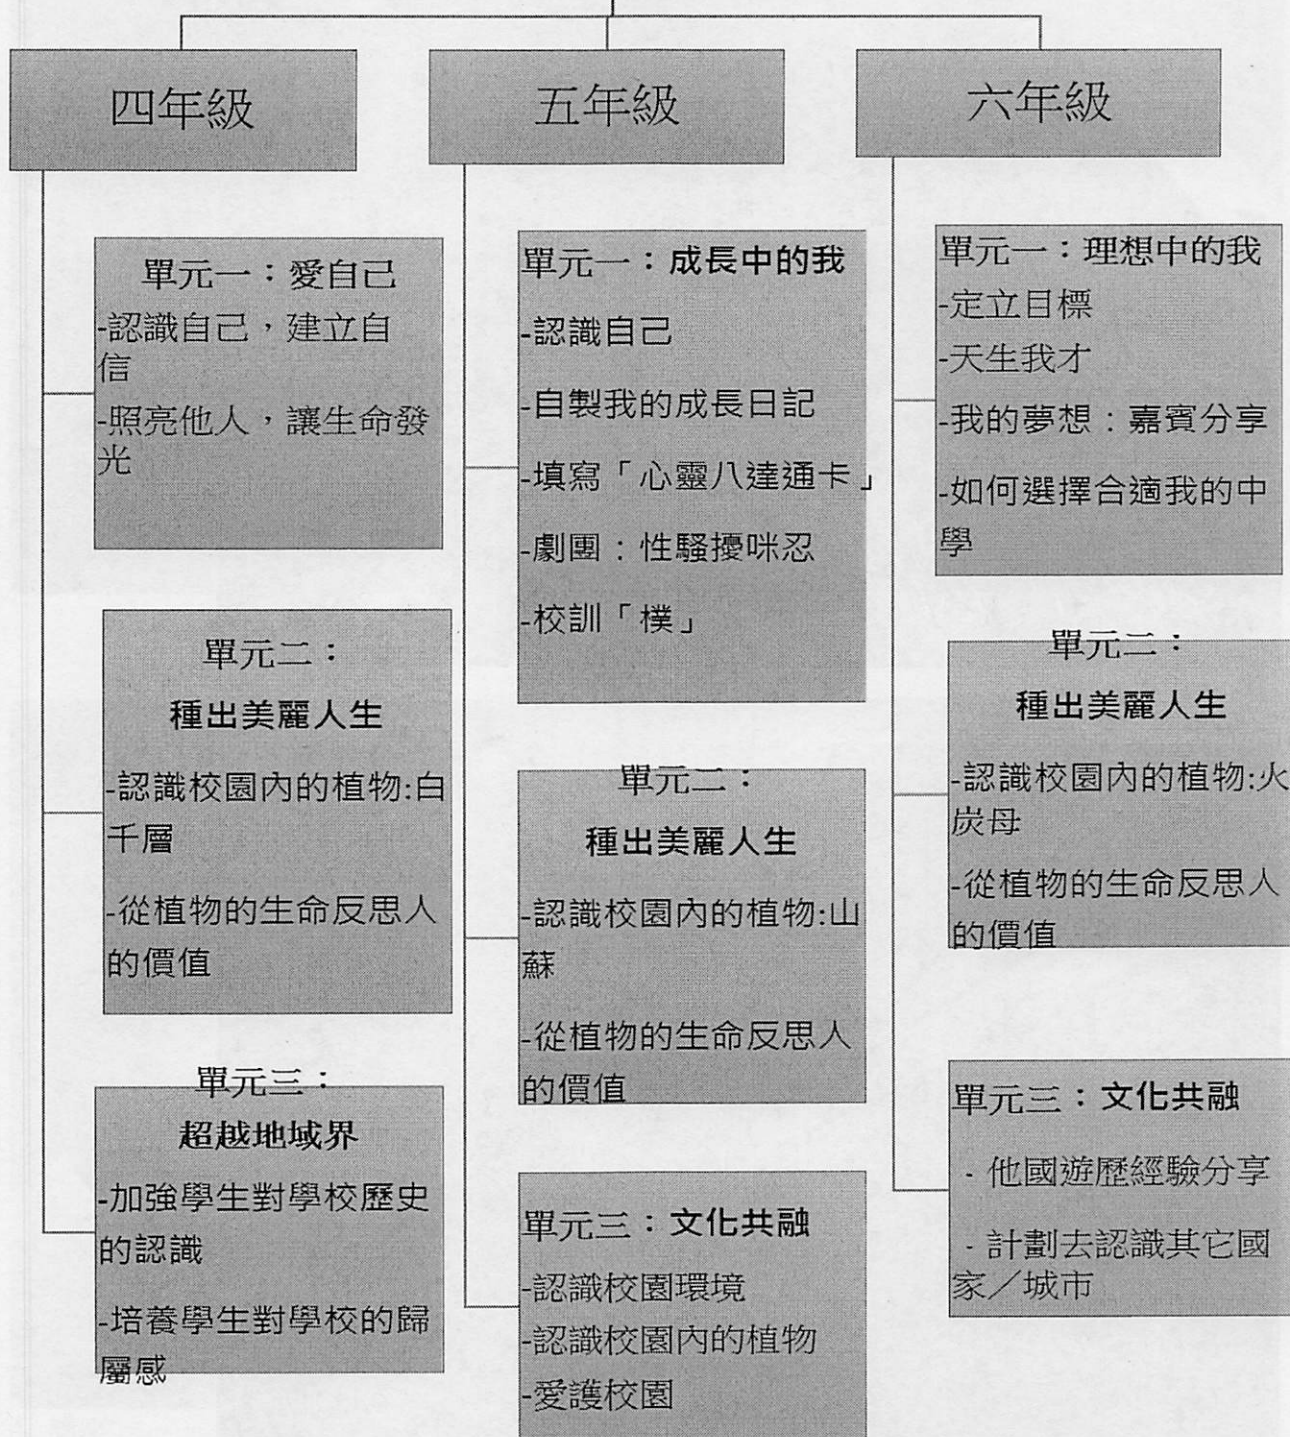 四年級
單元一：愛自己
-認識自己，建立自
信
-照亮他人，讓生命發
光
單元二：
種出美麗人生
-認識校園內的植物:白
千層
-從植物的生命反思人
的價值
單元三：
超越地域界
-加強學生對學校歷史
的認識
-培養學生對學校的歸
屬感
五年級
單元一：成長中的我
-認識自己
-自製我的成長日記
-填寫「心靈八達通卡」
-劇團：性騷擾咪忍
-校訓「樸」
單元二：
種出美麗人生
-認識校園內的植物:山
蘇
-從植物的生命反思人
的價值
單元三：文化共融
-認識校園環境
-認識校園內的植物
-愛護校園
六年級
單元一：理想中的我
-定立目標
-天生我才
-我的夢想：嘉賓分享
-如何選擇合適我的中
學
單元二：
種出美麗人生
-認識校園內的植物:火
炭母
-從植物的生命反思人
的價值
單元三：文化共融
- 他國遊歷經驗分享
- 計劃去認識其它國
家／城市